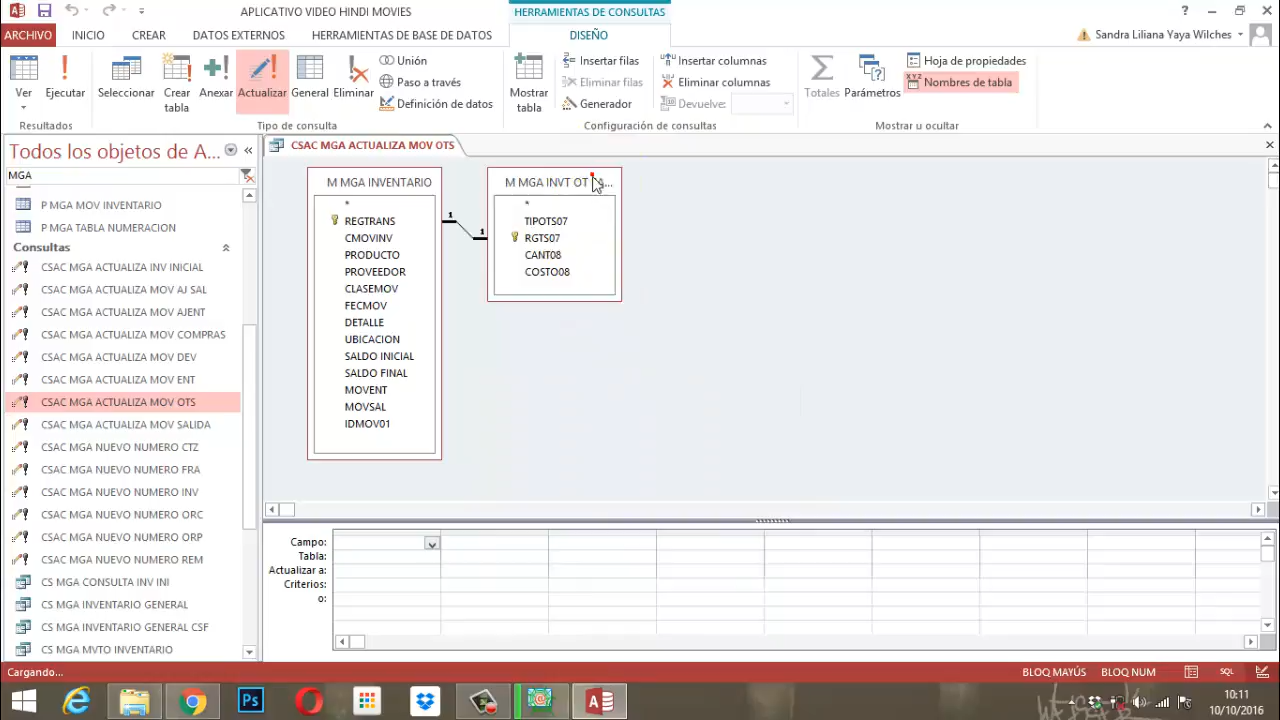 APLICATIVO VIDEO HINDI MOVIES
HERRAMIENTAS DE CONSULTAS
ARCHIVO
INICIO
CREAR
DATOS EXTERNOS
HERRAMIENTAS DE BASE DE DATOS
DISEÑO
Sandra Liliana Yaya Wilches
Ver
Ejecutar
Resultados
Seleccionar
Crear tabla
Anexar
Actualizar
General
Eliminar
Unión
Paso a través
Definición de datos
Tipo de consulta
Mostrar tabla
Insertar filas
Eliminar filas
Generador
Insertar columnas
Eliminar columnas
Devuelve:
Configuración de consultas
Totales
Parámetros
Hoja de propiedades
Nombres de tabla
Mostrar u ocultar
Todos los objetos de A...
MGA
P MGA MOV INVENTARIO
P MGA TABLA NUMERACION
Consultas
CSAC MGA ACTUALIZA INV INICIAL
CSAC MGA ACTUALIZA MOV AJ SAL
CSAC MGA ACTUALIZA MOV AJENT
CSAC MGA ACTUALIZA MOV COMPRAS
CSAC MGA ACTUALIZA MOV DEV
CSAC MGA ACTUALIZA MOV ENT
CSAC MGA ACTUALIZA MOV OTS
CSAC MGA ACTUALIZA MOV SALIDA
CSAC MGA NUEVO NUMERO CTZ
CSAC MGA NUEVO NUMERO FRA
CSAC MGA NUEVO NUMERO INV
CSAC MGA NUEVO NUMERO ORC
CSAC MGA NUEVO NUMERO ORP
CSAC MGA NUEVO NUMERO REM
CS MGA CONSULTA INV INI
CS MGA INVENTARIO GENERAL
CS MGA INVENTARIO GENERAL CSF
CS MGA MVTO INVENTARIO
CSAC MGA ACTUALIZA MOV OTS
M MGA INVENTARIO
*
REGTRANS
CMOVINV
PRODUCTO
PROVEEDOR
CLASEMOV
FECMOV
DETALLE
UBICACION
SALDO INICIAL
SALDO FINAL
MOVENT
MOVSAL
IDMOV01
1
1
M MGA INVT OT
*
TIPOTS07
RGTS07
CANT08
COSTO08
Campo:
Tabla:
Actualizar a:
Criterios:
o:
Cargando...
BLOQ MAYÚS
BLOQ NUM
SQL
10:11
10/10/2016